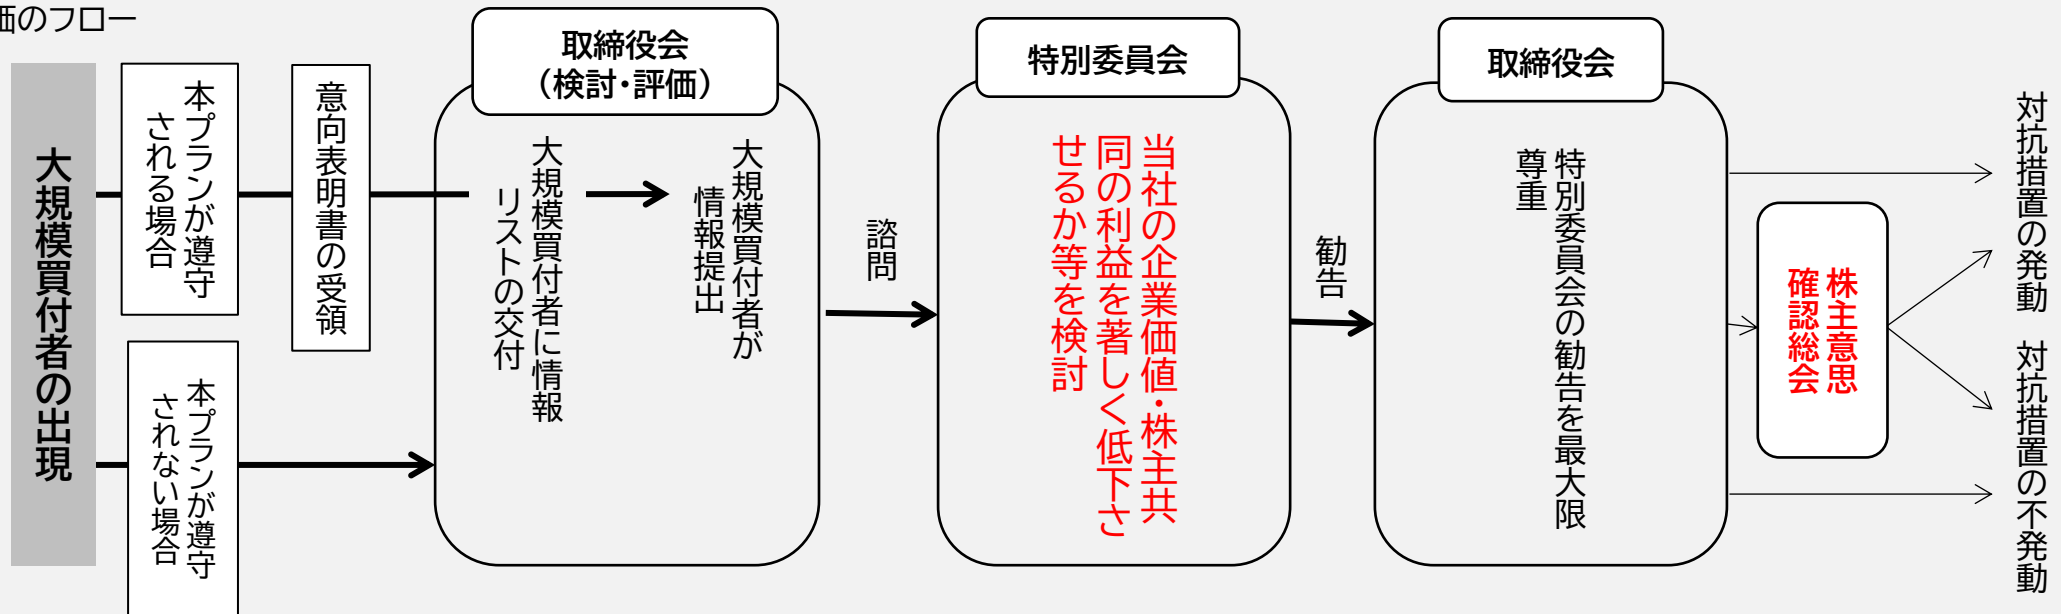 価のフロー
大規模買付者の出現
本プランが遵守
される場合
意向表明書の受領
本プランが遵守
されない場合
取締役会
（検討・評価）
大規模買付者に情報
リストの交付
大規模買付者が
情報提出
諮問
特別委員会
当社の企業価値・株主共
同の利益を著しく低下さ
せるか等を検討
勧告
取締役会
特別委員会の勧告を最大限
尊重
株主意思
確認総会
対抗措置の発動
対抗措置の不発動